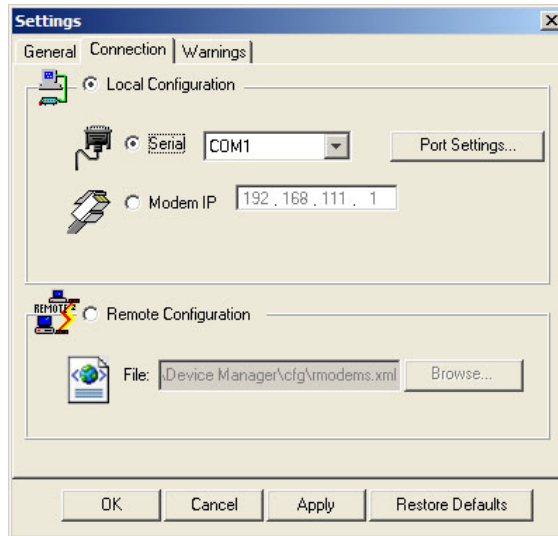 Settings
General Connection Warnings
Local Configuration
Serial COM1 Port Settings...
Modem IP 192 . 168 . 111 . 1
REMOTE
Remote Configuration
File: \Device Manager\cfg\rmodems.xml Browse...
OK Cancel Apply Restore Defaults